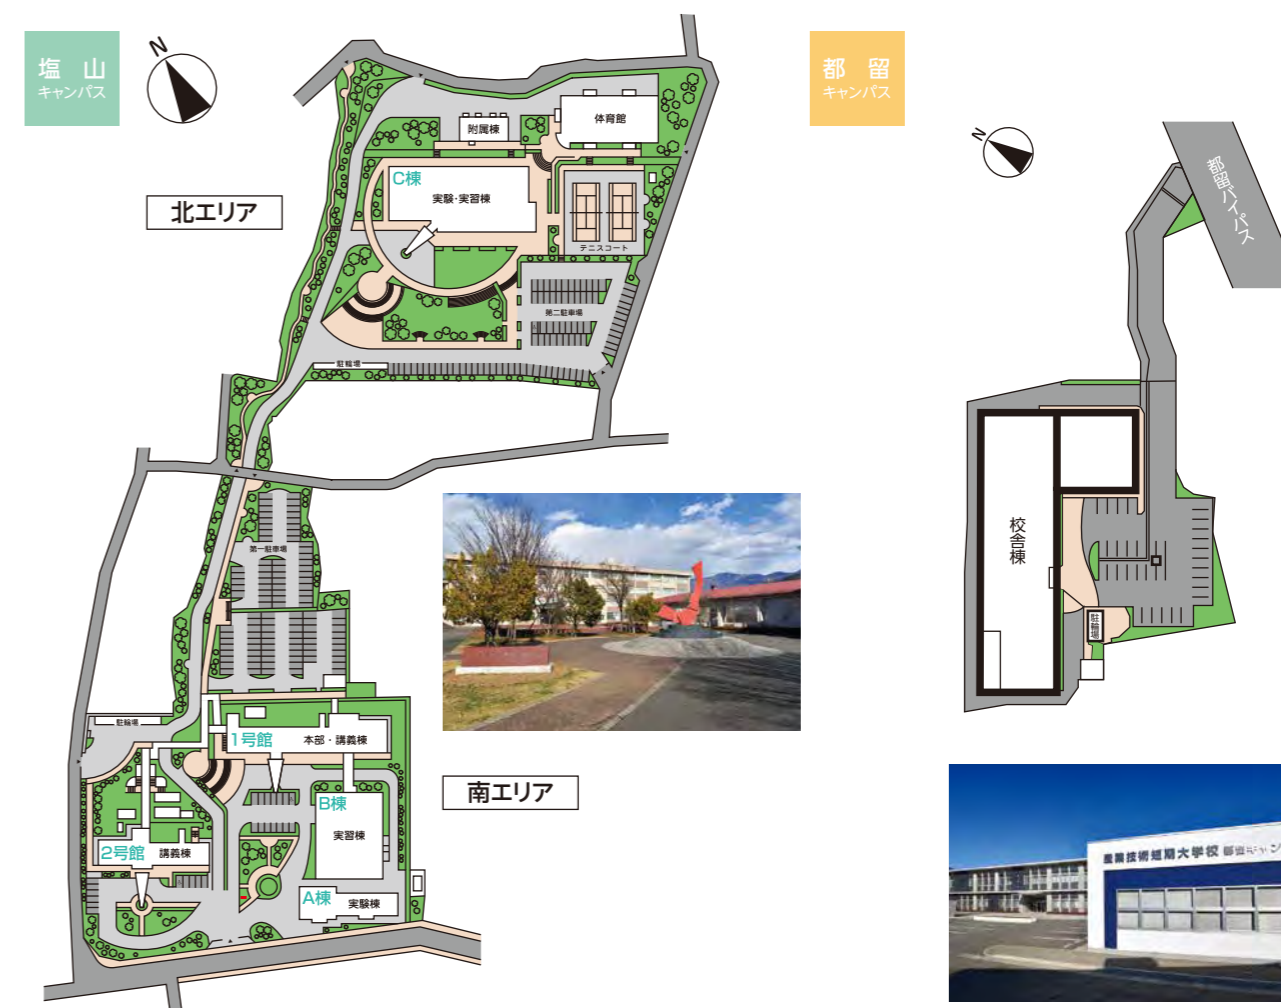 塩山
キャンパス
N
北エリア
附属棟
体育館
C棟
実験・実習棟
テニスコート
第二駐車場
駐輪場
第一駐車場
駐輪場
1号館
本部・講義棟
B棟
実習棟
2号館
講義棟
A棟
実験棟
南エリア
都留
キャンパス
N
都留バイパス
校舎棟
駐輪場
産業技術短期大学校 都留キャン